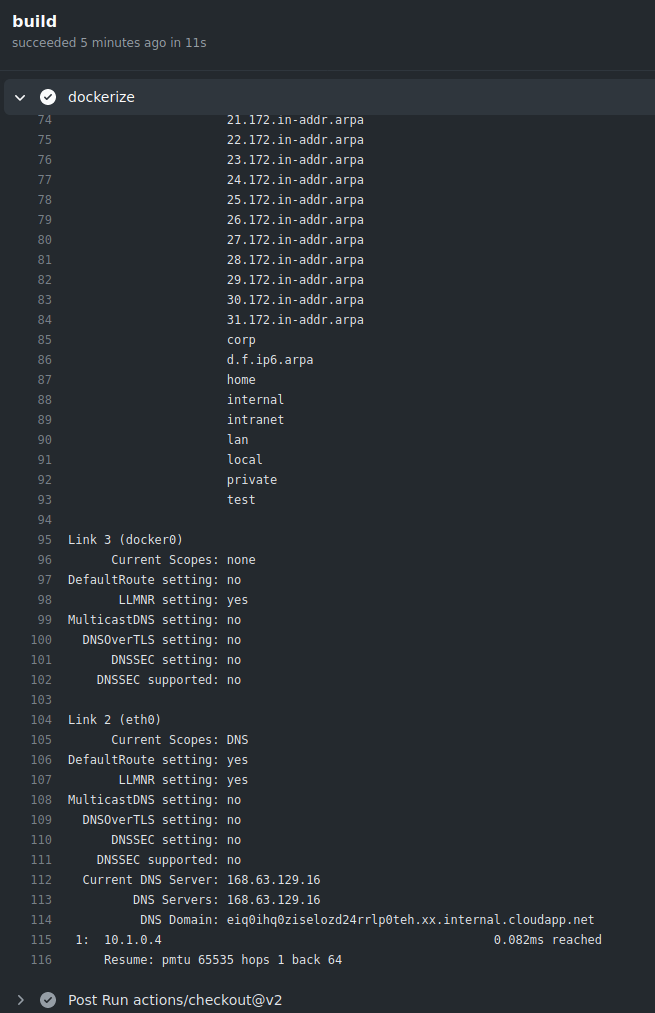 build
succeeded 5 minutes ago in 11s
dockerize
74 21.172.in-addr.arpa
75 22.172.in-addr.arpa
76 23.172.in-addr.arpa
77 24.172.in-addr.arpa
78 25.172.in-addr.arpa
79 26.172.in-addr.arpa
80 27.172.in-addr.arpa
81 28.172.in-addr.arpa
82 29.172.in-addr.arpa
83 30.172.in-addr.arpa
84 31.172.in-addr.arpa
85 corp
86 d.f.ip6.arpa
87 home
88 internal
89 intranet
90 lan
91 local
92 private
93 test
94
95 Link 3 (docker0)
96 Current Scopes: none
97 DefaultRoute setting: no
98 LLMNR setting: yes
99 MulticastDNS setting: no
100 DNSOverTLS setting: no
101 DNSSEC setting: no
102 DNSSEC supported: no
103
104 Link 2 (eth0)
105 Current Scopes: DNS
106 DefaultRoute setting: yes
107 LLMNR setting: yes
108 MulticastDNS setting: no
109 DNSOverTLS setting: no
110 DNSSEC setting: no
111 DNSSEC supported: no
112 Current DNS Server: 168.63.129.16
113 DNS Servers: 168.63.129.16
114 DNS Domain: eiq0ihq0ziselozd24rrlp0teh.xx.internal.cloudapp.net
115 1: 10.1.0.4 0.082ms reached
116 Resume: pmtu 65535 hops 1 back 64
Post Run actions/checkout@v2